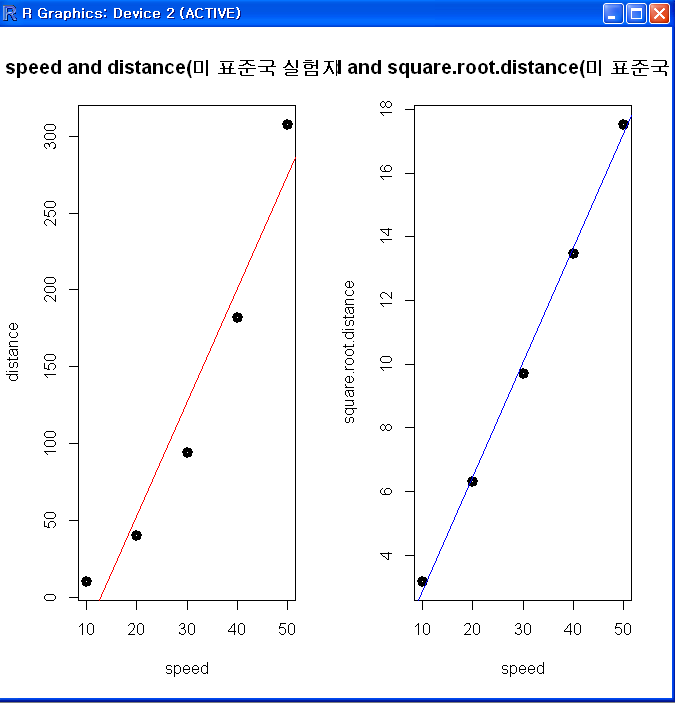 R Graphics: Device 2 (ACTIVE)
speed and distance(미 표준국 실험자
and square.root.distance(미 표준국
distance
0
50
100
150
200
250
300
10 20 30 40 50
speed
square.root.distance
4
6
8
10
12
14
16
18
10 20 30 40 50
speed